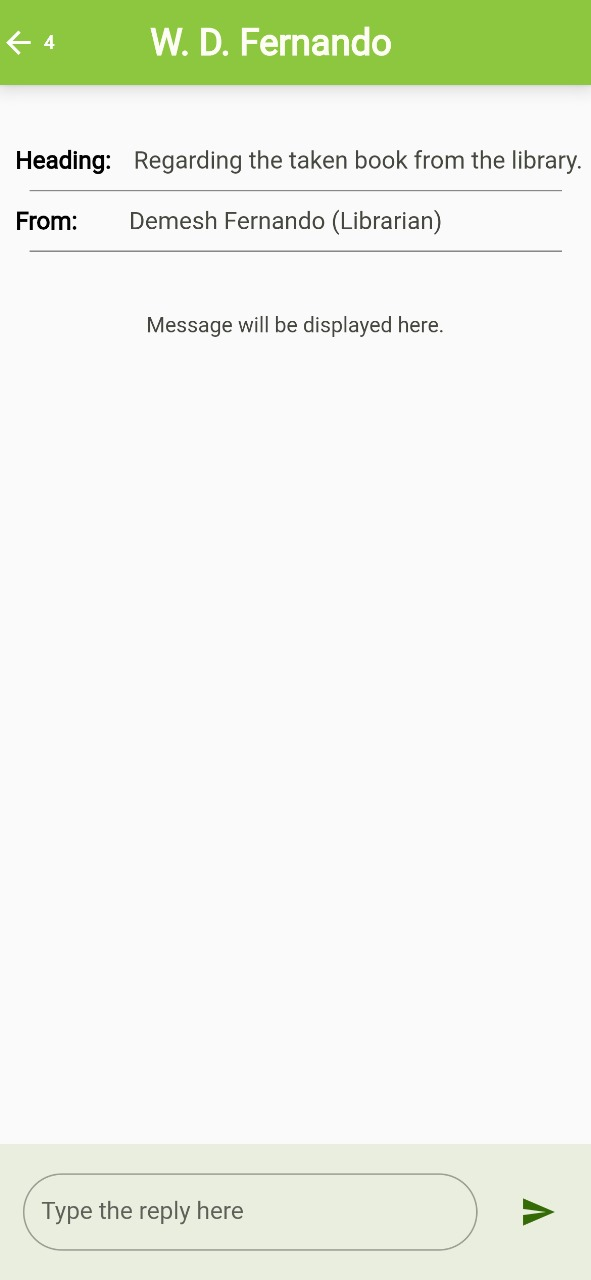 4
W. D. Fernando
Heading: Regarding the taken book from the library.
From: Demesh Fernando (Librarian)
Message will be displayed here.
Type the reply here